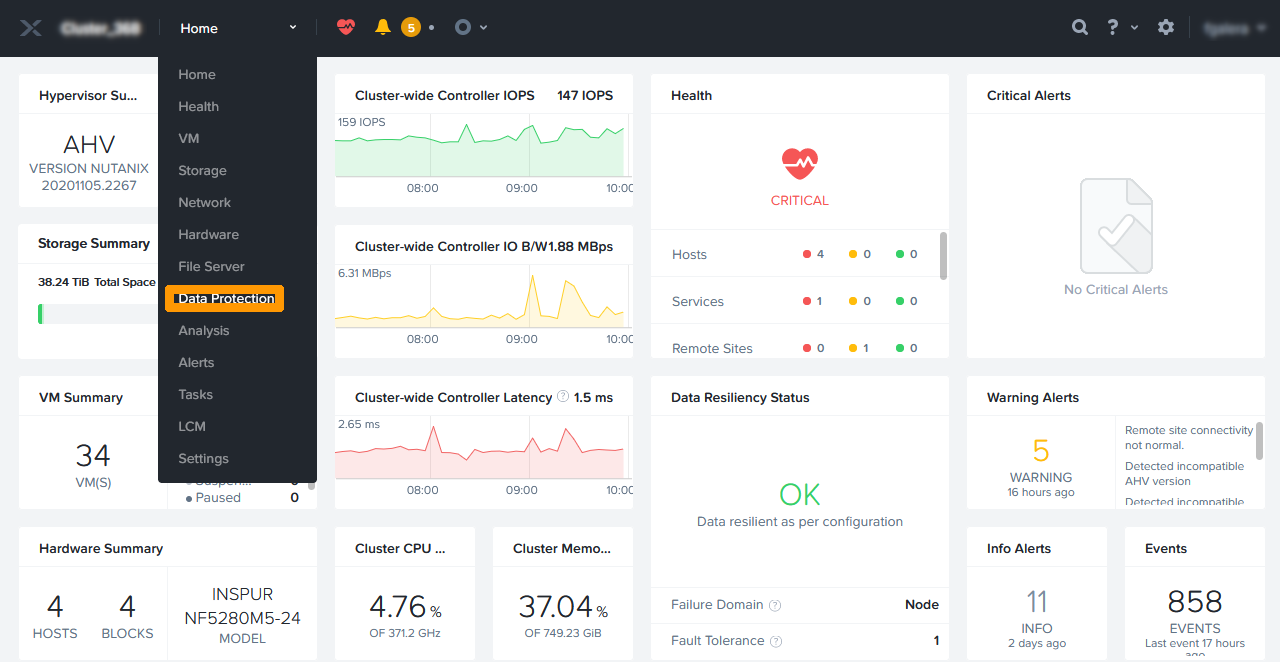 Home
5
Home
Health
VM
Storage
Network
Hardware
File Server
Data Protection
Analysis
Alerts
Tasks
LCM
Settings
Hypervisor Su...
AHV
VERSION NUTANIX
20201105.2267
Storage Summary
38.24 TiB Total Space
VM Summary
34
VM(S)
Paused
0
Hardware Summary
4
HOSTS
4
BLOCKS
INSPUR
NF5280M5-24
MODEL
Cluster-wide Controller IOPS 147 IOPS
159 IOPS
08:00 09:00 10:00
Cluster-wide Controller IO B/W1.88 MBps
6.31 MBps
08:00 09:00 10:00
Cluster-wide Controller Latency ? 1.5 ms
2.65 ms
08:00 09:00 10:00
Cluster CPU ...
4.76 %
OF 371.2 GHz
Cluster Memo...
37.04 %
OF 749.23 GiB
Health
CRITICAL
Hosts 4 0 0
Services 1 0 0
Remote Sites 0 1 0
Data Resiliency Status
OK
Data resilient as per configuration
Failure Domain ? Node
Fault Tolerance ? 1
Critical Alerts
No Critical Alerts
Warning Alerts
5
WARNING
16 hours ago
Remote site connectivity
not normal.
Detected incompatible
AHV version
Detected incompatible
Info Alerts
11
INFO
2 days ago
Events
858
EVENTS
Last event 17 hours
ago